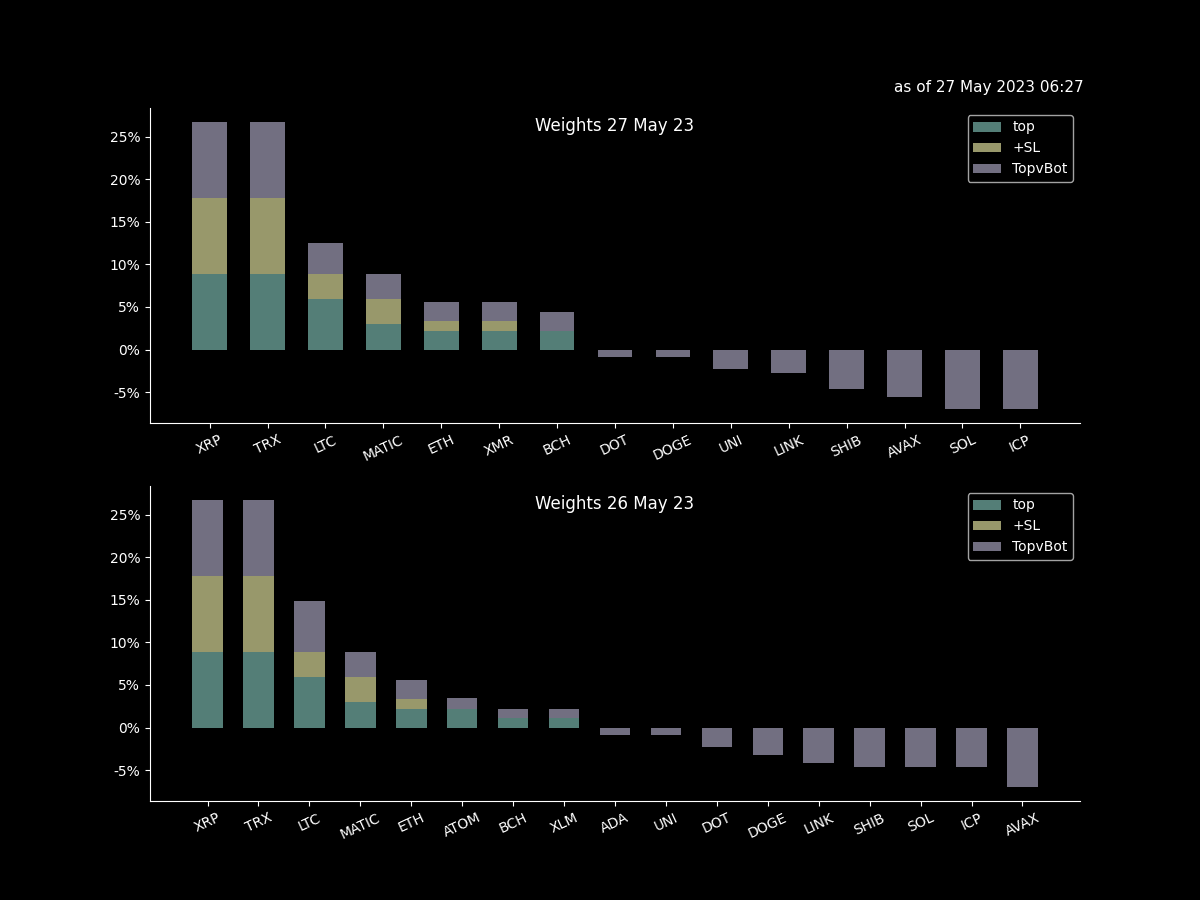 as of 27 May 2023 06:27
Weights 27 May 23
top
+SL
TopvBot
25%
20%
15%
10%
5%
0%
-5%
XRP TRX LTC MATIC ETH XMR BCH DOT DOGE UNI LINK SHIB AVAX SOL ICP
Weights 26 May 23
top
+SL
TopvBot
25%
20%
15%
10%
5%
0%
-5%
XRP TRX LTC MATIC ETH ATOM BCH XLM ADA UNI DOT DOGE LINK SHIB SOL ICP AVAX